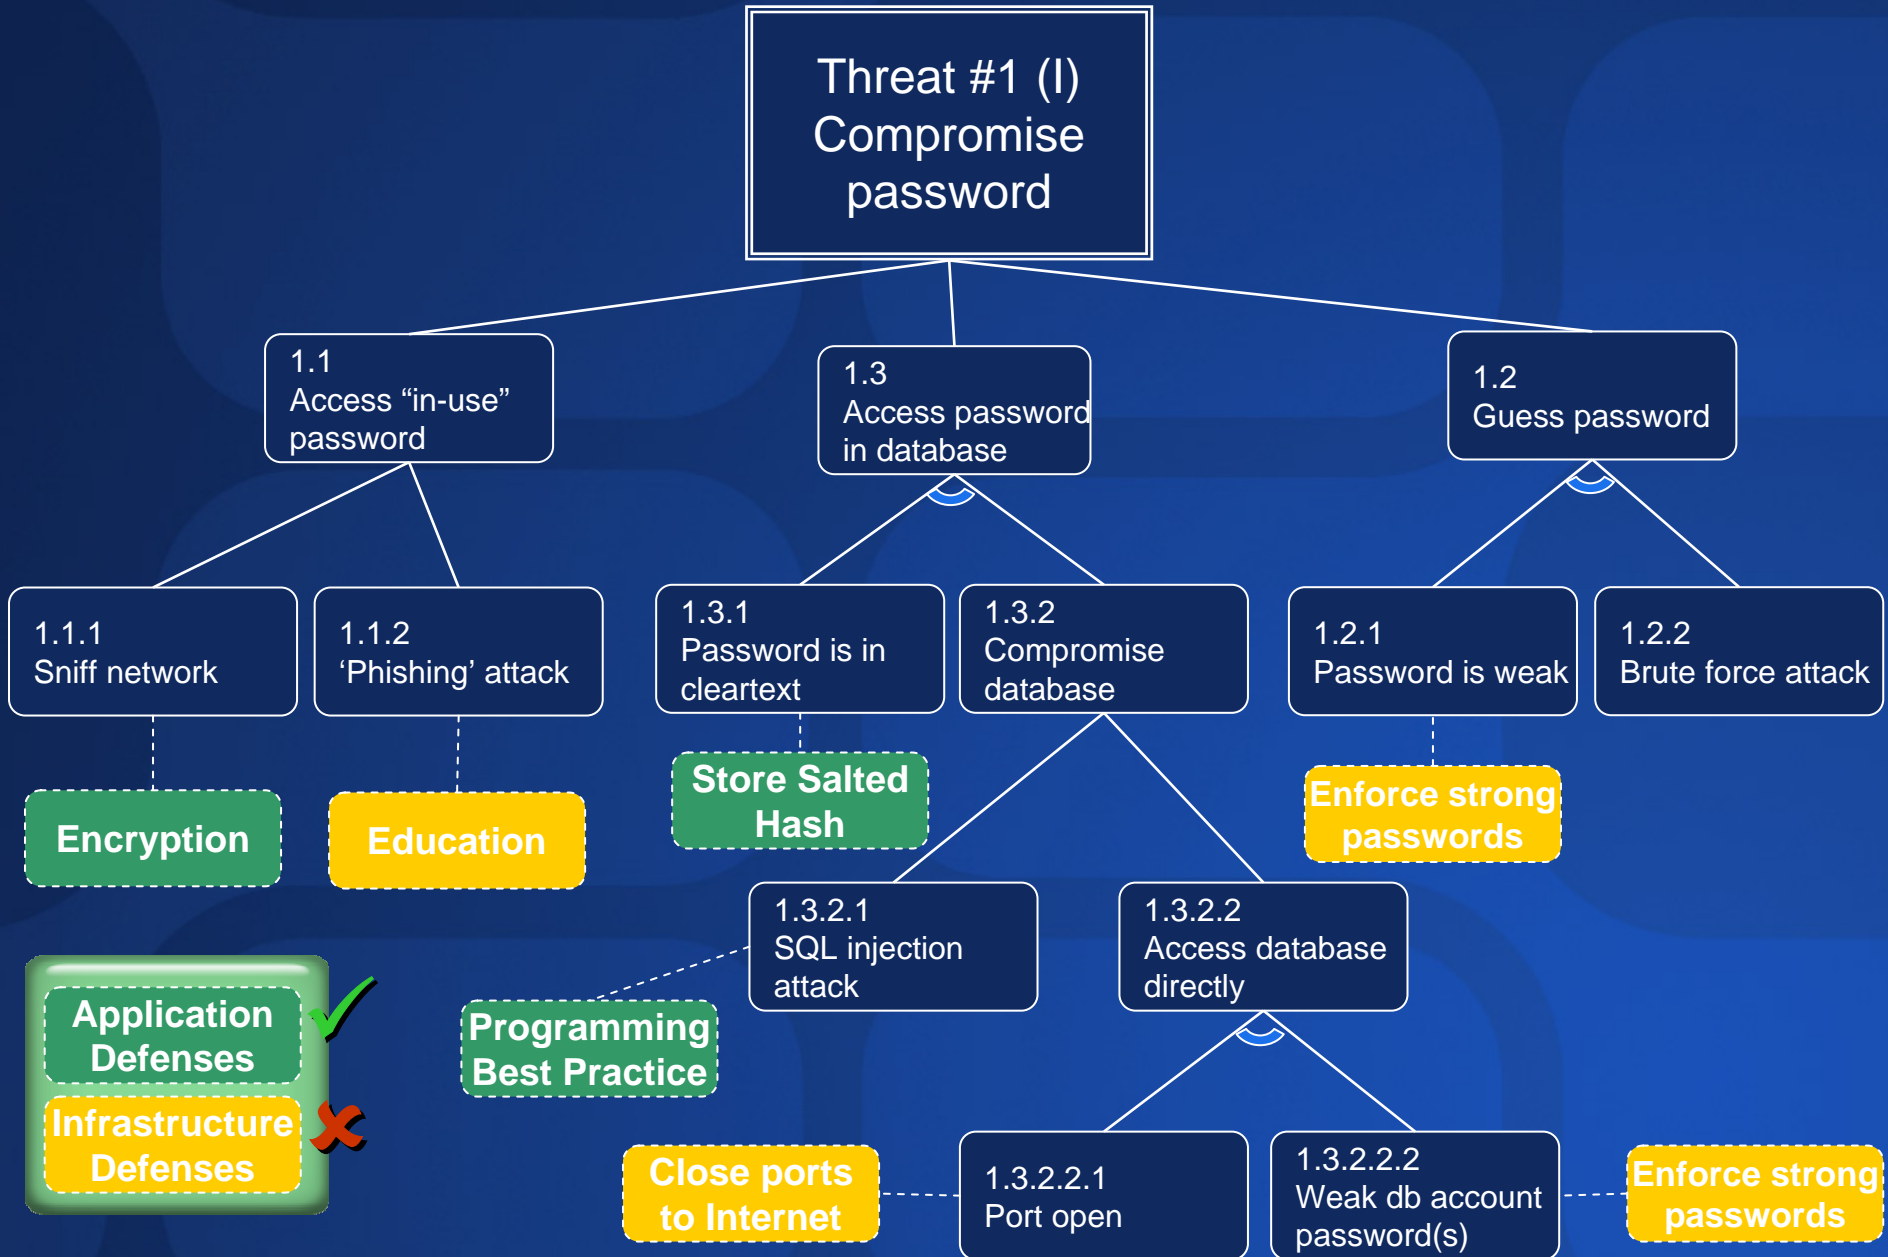 Threat #1 (I)
Compromise
password
1.1
Access “in-use”
password
1.3
Access password
in database
1.2
Guess password
1.1.1
Sniff network
1.1.2
‘Phishing’ attack
1.3.1
Password is in
cleartext
1.3.2
Compromise
database
1.2.1
Password is weak
1.2.2
Brute force attack
Encryption
Education
Store Salted
Hash
Enforce strong
passwords
1.3.2.1
SQL injection
attack
1.3.2.2
Access database
directly
Application
Defenses
Infrastructure
Defenses
Programming
Best Practice
Close ports
to Internet
1.3.2.2.1
Port open
1.3.2.2.2
Weak db account
password(s)
Enforce strong
passwords